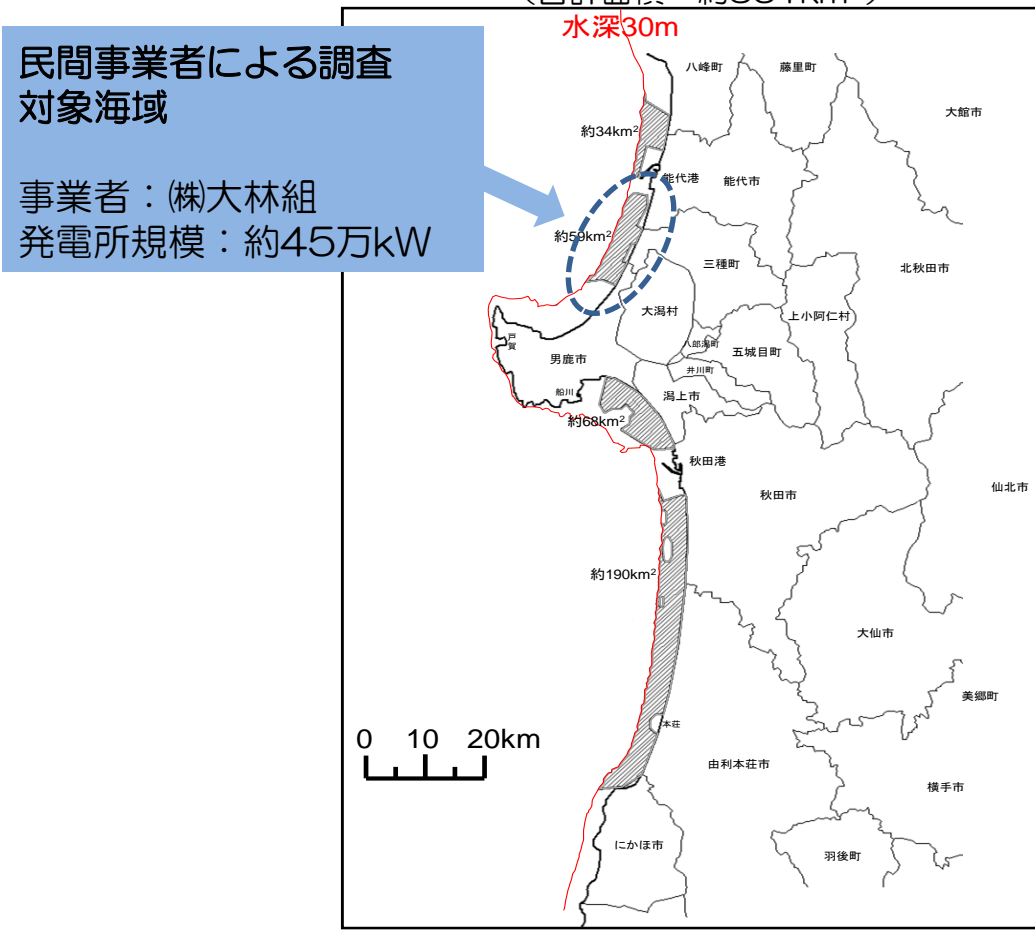 水深30m
民間事業者による調査
対象海域
事業者：㈱大林組
発電所規模：約45万kW
八峰町
藤里町
大館市
約34km²
能代港
能代市
約59km²
三種町
北秋田市
大潟村
上小阿仁村
戸賀
八郎潟町
五城目町
男鹿市
井川町
船川
潟上市
約68km²
秋田港
秋田市
仙北市
約190km²
大仙市
美郷町
本荘
0 10 20km
由利本荘市
横手市
にかほ市
羽後町